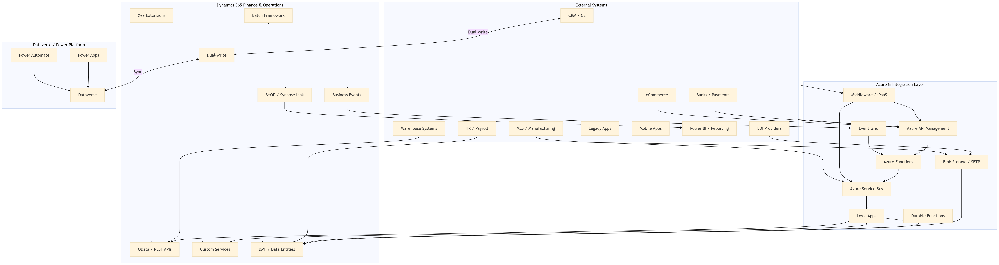 Dynamics 365 Finance & Operations
External Systems
X++ Extensions
Batch Framework
CRM / CE
Dual-write
Dataverse / Power Platform
Power Automate
Power Apps
Dual-write
Sync
Azure & Integration Layer
Dataverse
BYOD / Synapse Link
Business Events
eCommerce
Banks / Payments
Middleware / iPaaS
Warehouse Systems
HR / Payroll
MES / Manufacturing
Legacy Apps
Mobile Apps
Power BI / Reporting
EDI Providers
Event Grid
Azure API Management
Azure Functions
Blob Storage / SFTP
Azure Service Bus
Logic Apps
Durable Functions
OData / REST APIs
Custom Services
DMF / Data Entities